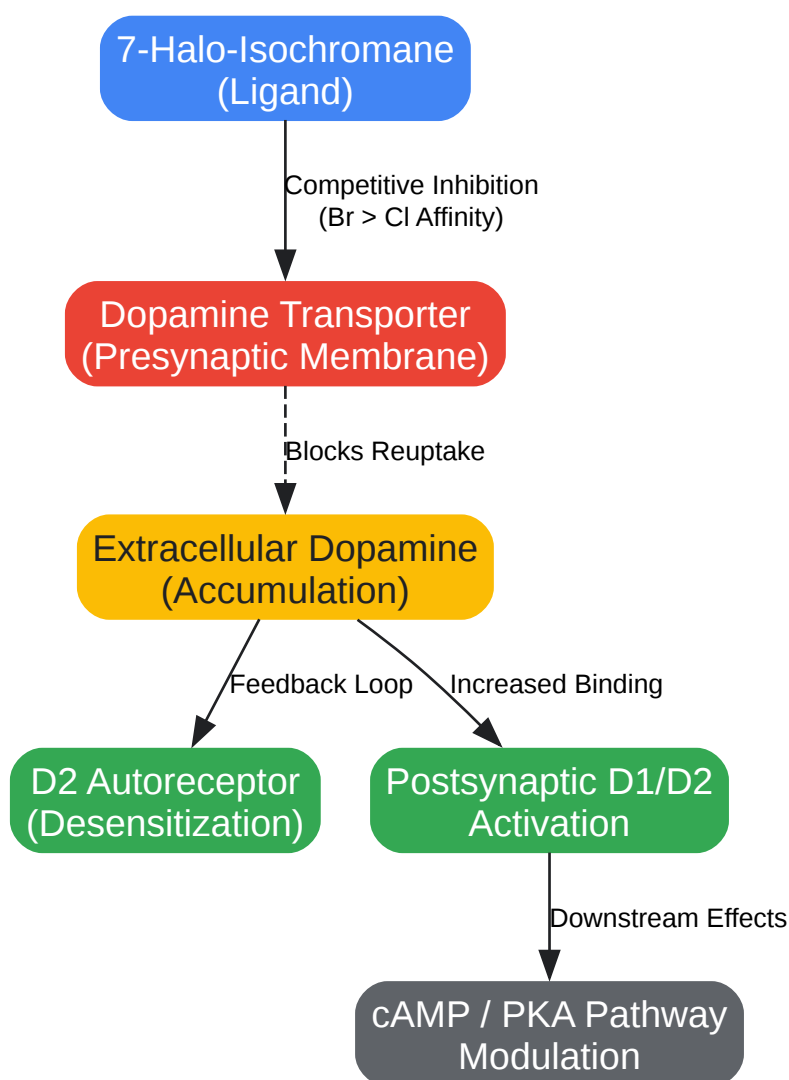 7-Halo-Isochromane
(Ligand)
Competitive Inhibition
(Br > Cl Affinity)
Dopamine Transporter
(Presynaptic Membrane)
Blocks Reuptake
Extracellular Dopamine
(Accumulation)
Feedback Loop
Increased Binding
D2 Autoreceptor
(Desensitization)
Postsynaptic D1/D2
Activation
Downstream Effects
cAMP / PKA Pathway
Modulation